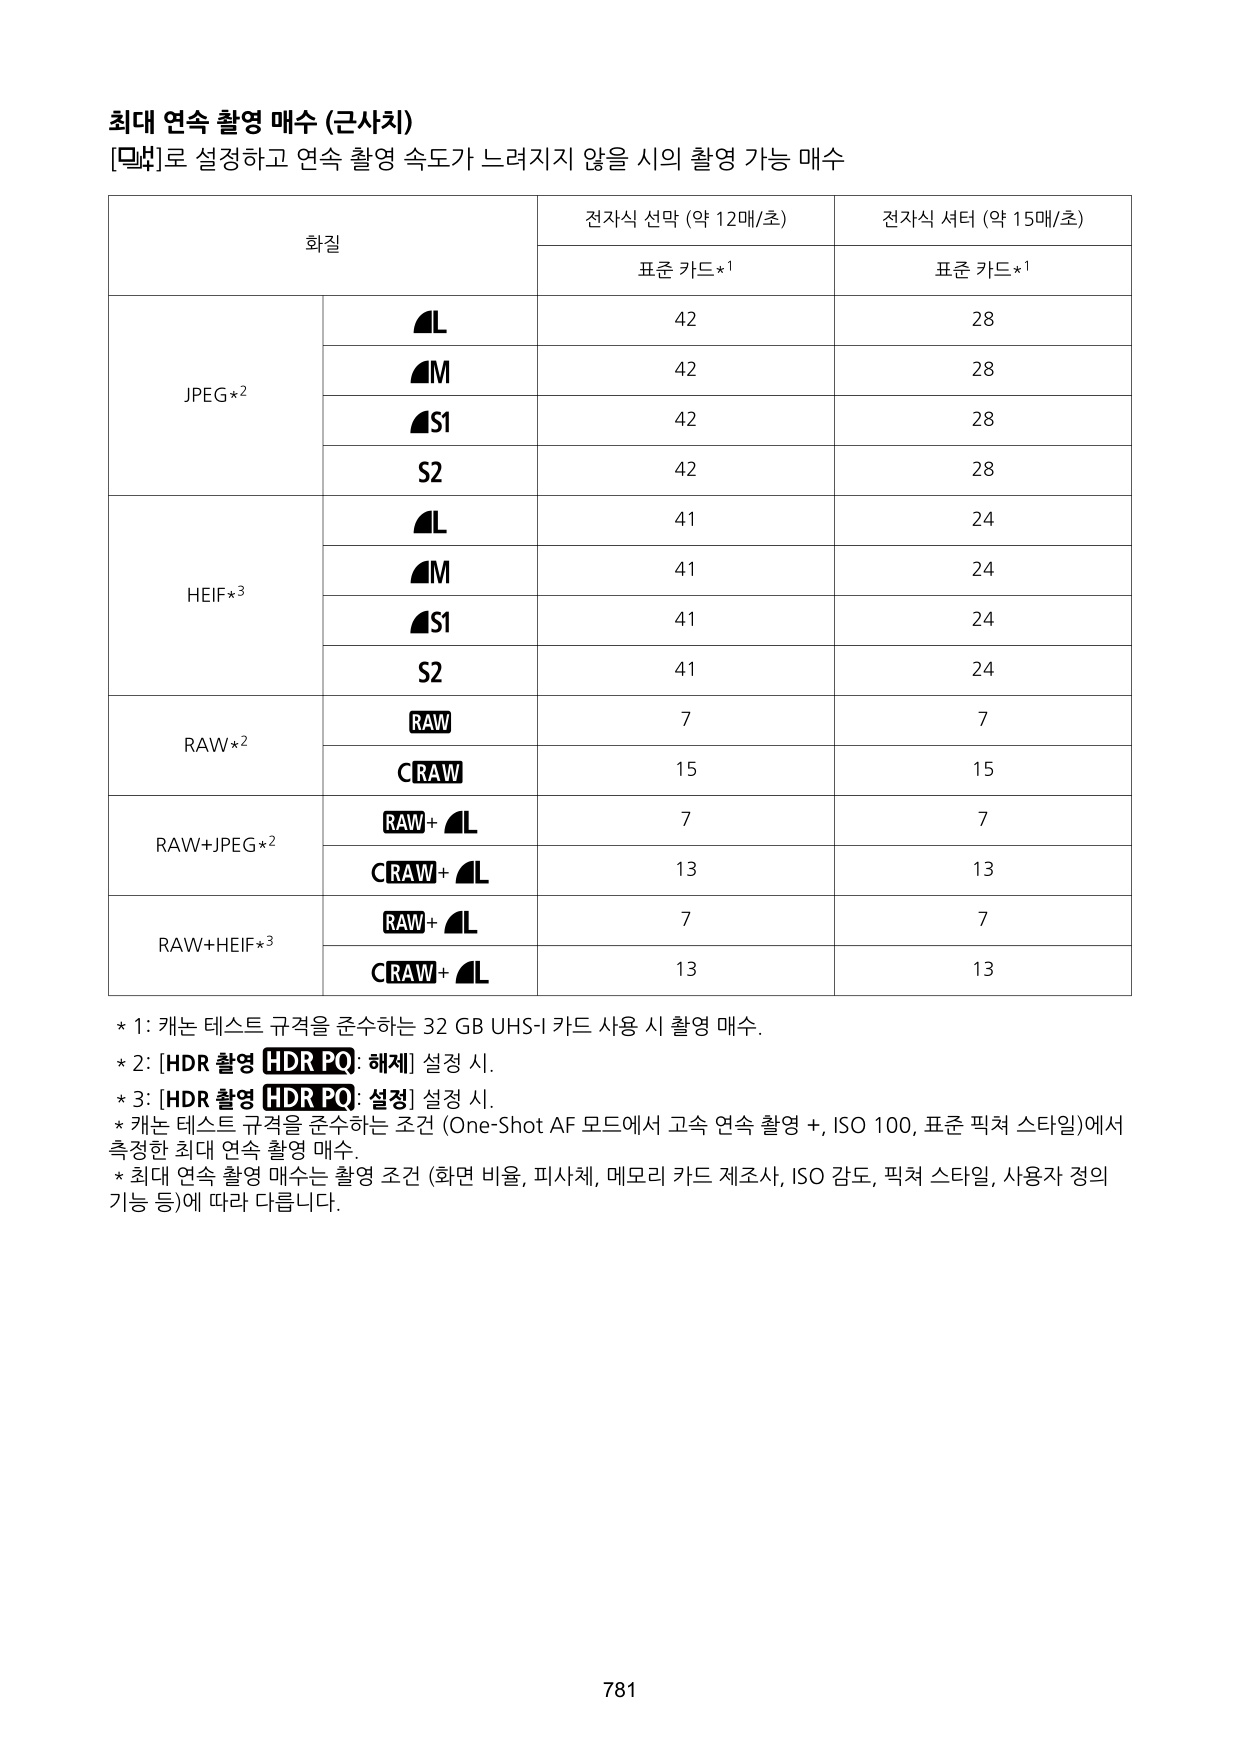 최대 연속 촬영 매수 (근사치)
[]로 설정하고 연속 촬영 속도가 느려지지 않을 시의 촬영 가능 매수
화질 전자식 선막 (약 12매/초) 전자식 셔터 (약 15매/초)
표준 카드*1 표준 카드*1
JPEG*2 L 42 28
M 42 28
S1 42 28
S2 42 28
HEIF*3 L 41 24
M 41 24
S1 41 24
S2 41 24
RAW*2 RAW 7 7
CRAW 15 15
RAW+JPEG*2 RAW+ L 7 7
CRAW+ L 13 13
RAW+HEIF*3 RAW+ L 7 7
CRAW+ L 13 13
* 1: 캐논 테스트 규격을 준수하는 32 GB UHS-I 카드 사용 시 촬영 매수.
* 2: [HDR 촬영 HDR PQ: 해제] 설정 시.
* 3: [HDR 촬영 HDR PQ: 설정] 설정 시.
* 캐논 테스트 규격을 준수하는 조건 (One-Shot AF 모드에서 고속 연속 촬영 +, ISO 100, 표준 픽쳐 스타일)에서
측정한 최대 연속 촬영 매수.
* 최대 연속 촬영 매수는 촬영 조건 (화면 비율, 피사체, 메모리 카드 제조사, ISO 감도, 픽쳐 스타일, 사용자 정의
기능 등)에 따라 다릅니다.
781